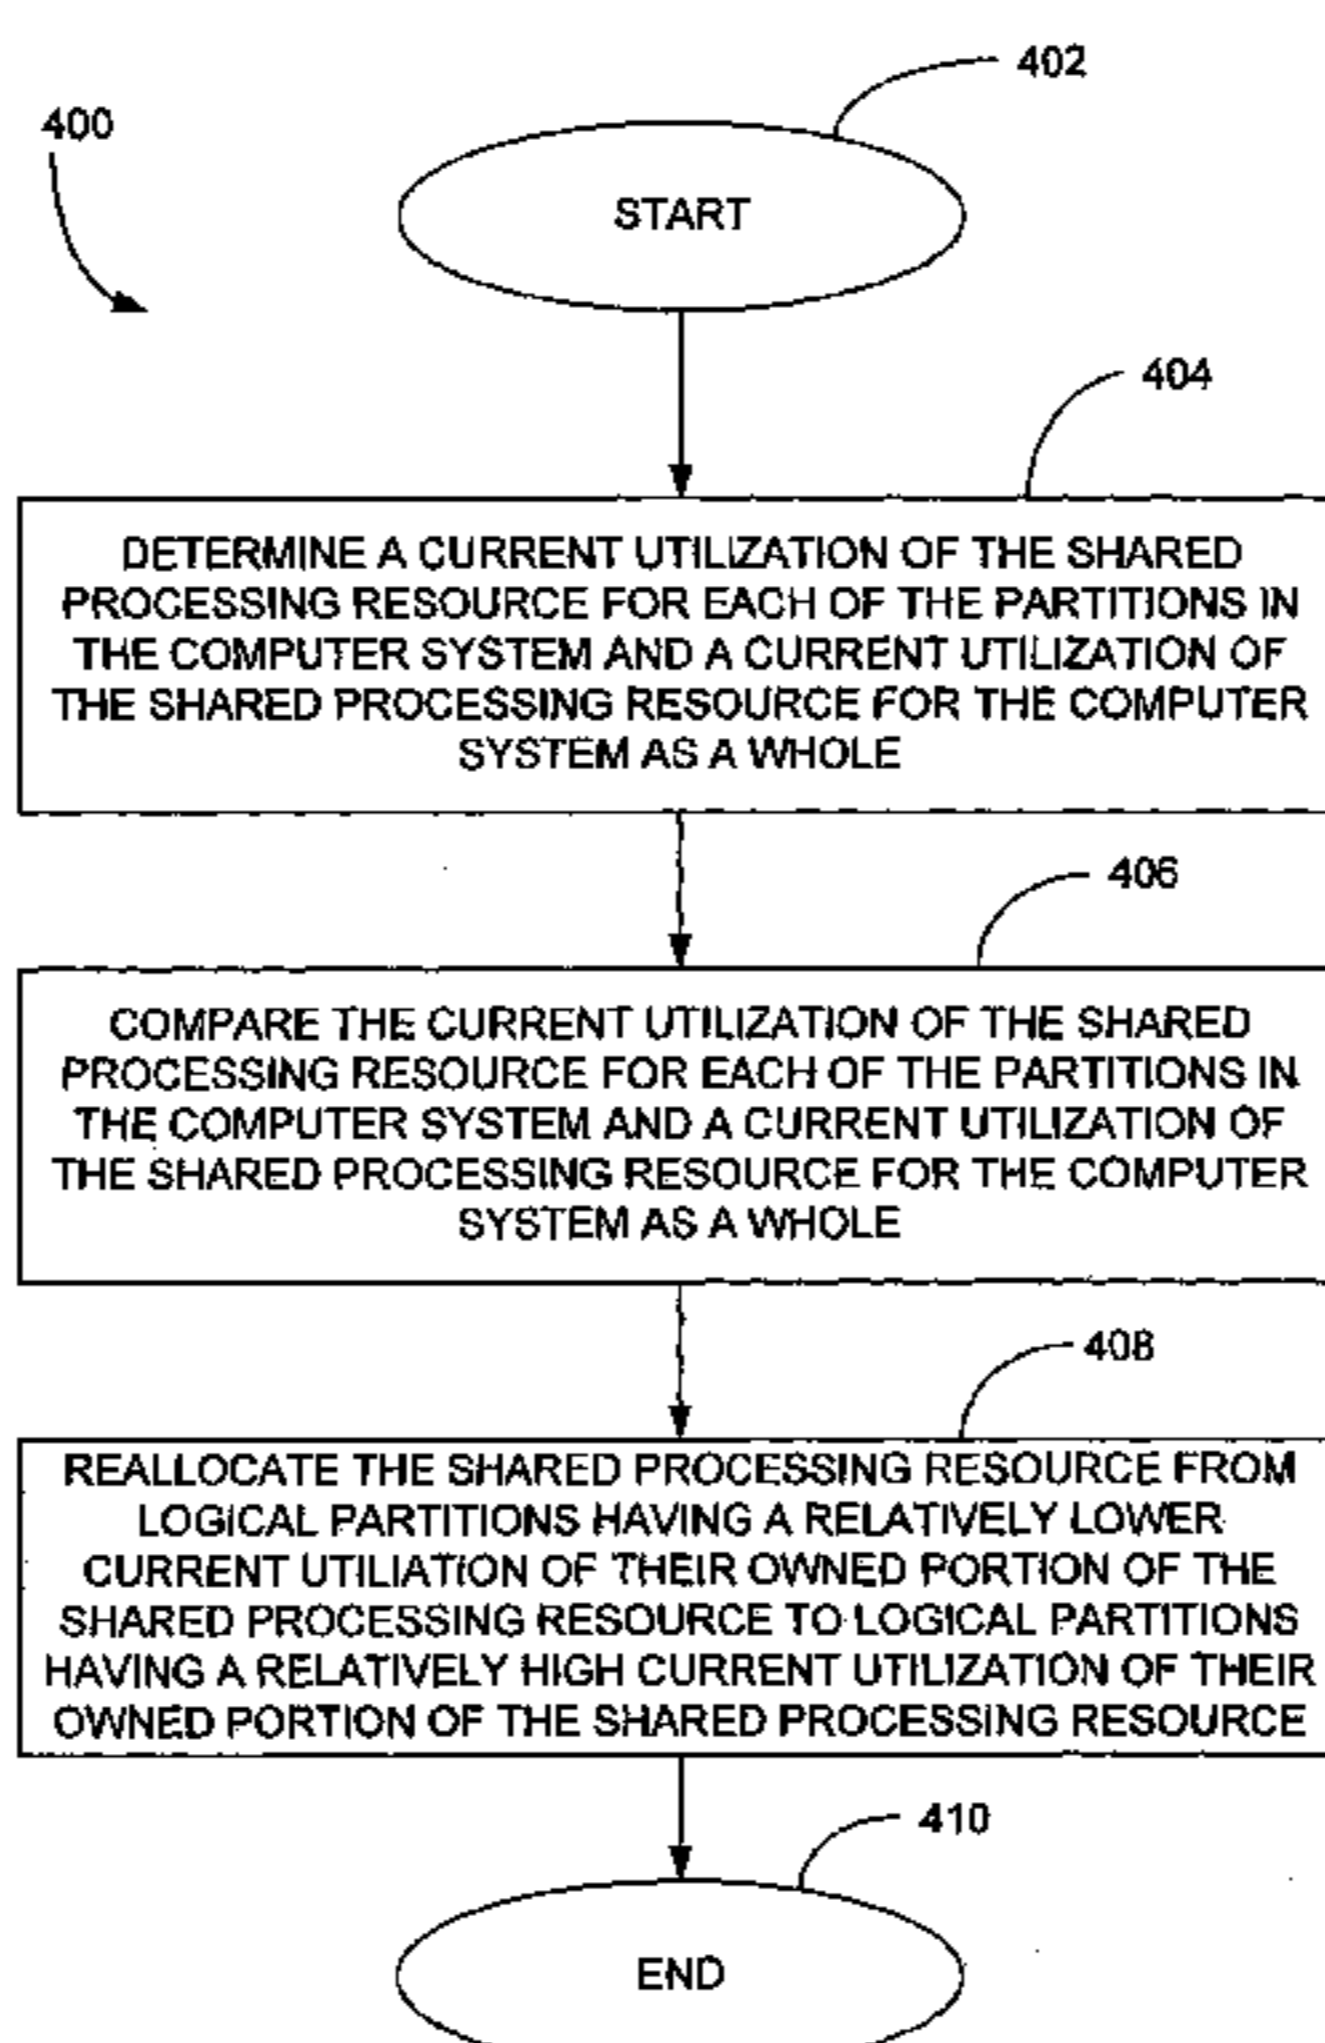 402
400
START
404
DETERMINE A CURRENT UTILIZATION OF THE SHARED
PROCESSING RESOURCE FOR EACH OF THE PARTITIONS IN
THE COMPUTER SYSTEM AND A CURRENT UTILIZATION OF
THE SHARED PROCESSING RESOURCE FOR THE COMPUTER
SYSTEM AS A WHOLE
406
COMPARE THE CURRENT UTILIZATION OF THE SHARED
PROCESSING RESOURCE FOR EACH OF THE PARTITIONS IN
THE COMPUTER SYSTEM AND A CURRENT UTILIZATION OF
THE SHARED PROCESSING RESOURCE FOR THE COMPUTER
SYSTEM AS A WHOLE
408
REALLOCATE THE SHARED PROCESSING RESOURCE FROM
LOGICAL PARTITIONS HAVING A RELATIVELY LOWER
CURRENT UTILIATION OF THEIR OWNED PORTION OF THE
SHARED PROCESSING RESOURCE TO LOGICAL PARTITIONS
HAVING A RELATIVELY HIGH CURRENT UTILIZATION OF THEIR
OWNED PORTION OF THE SHARED PROCESSING RESOURCE
410
END